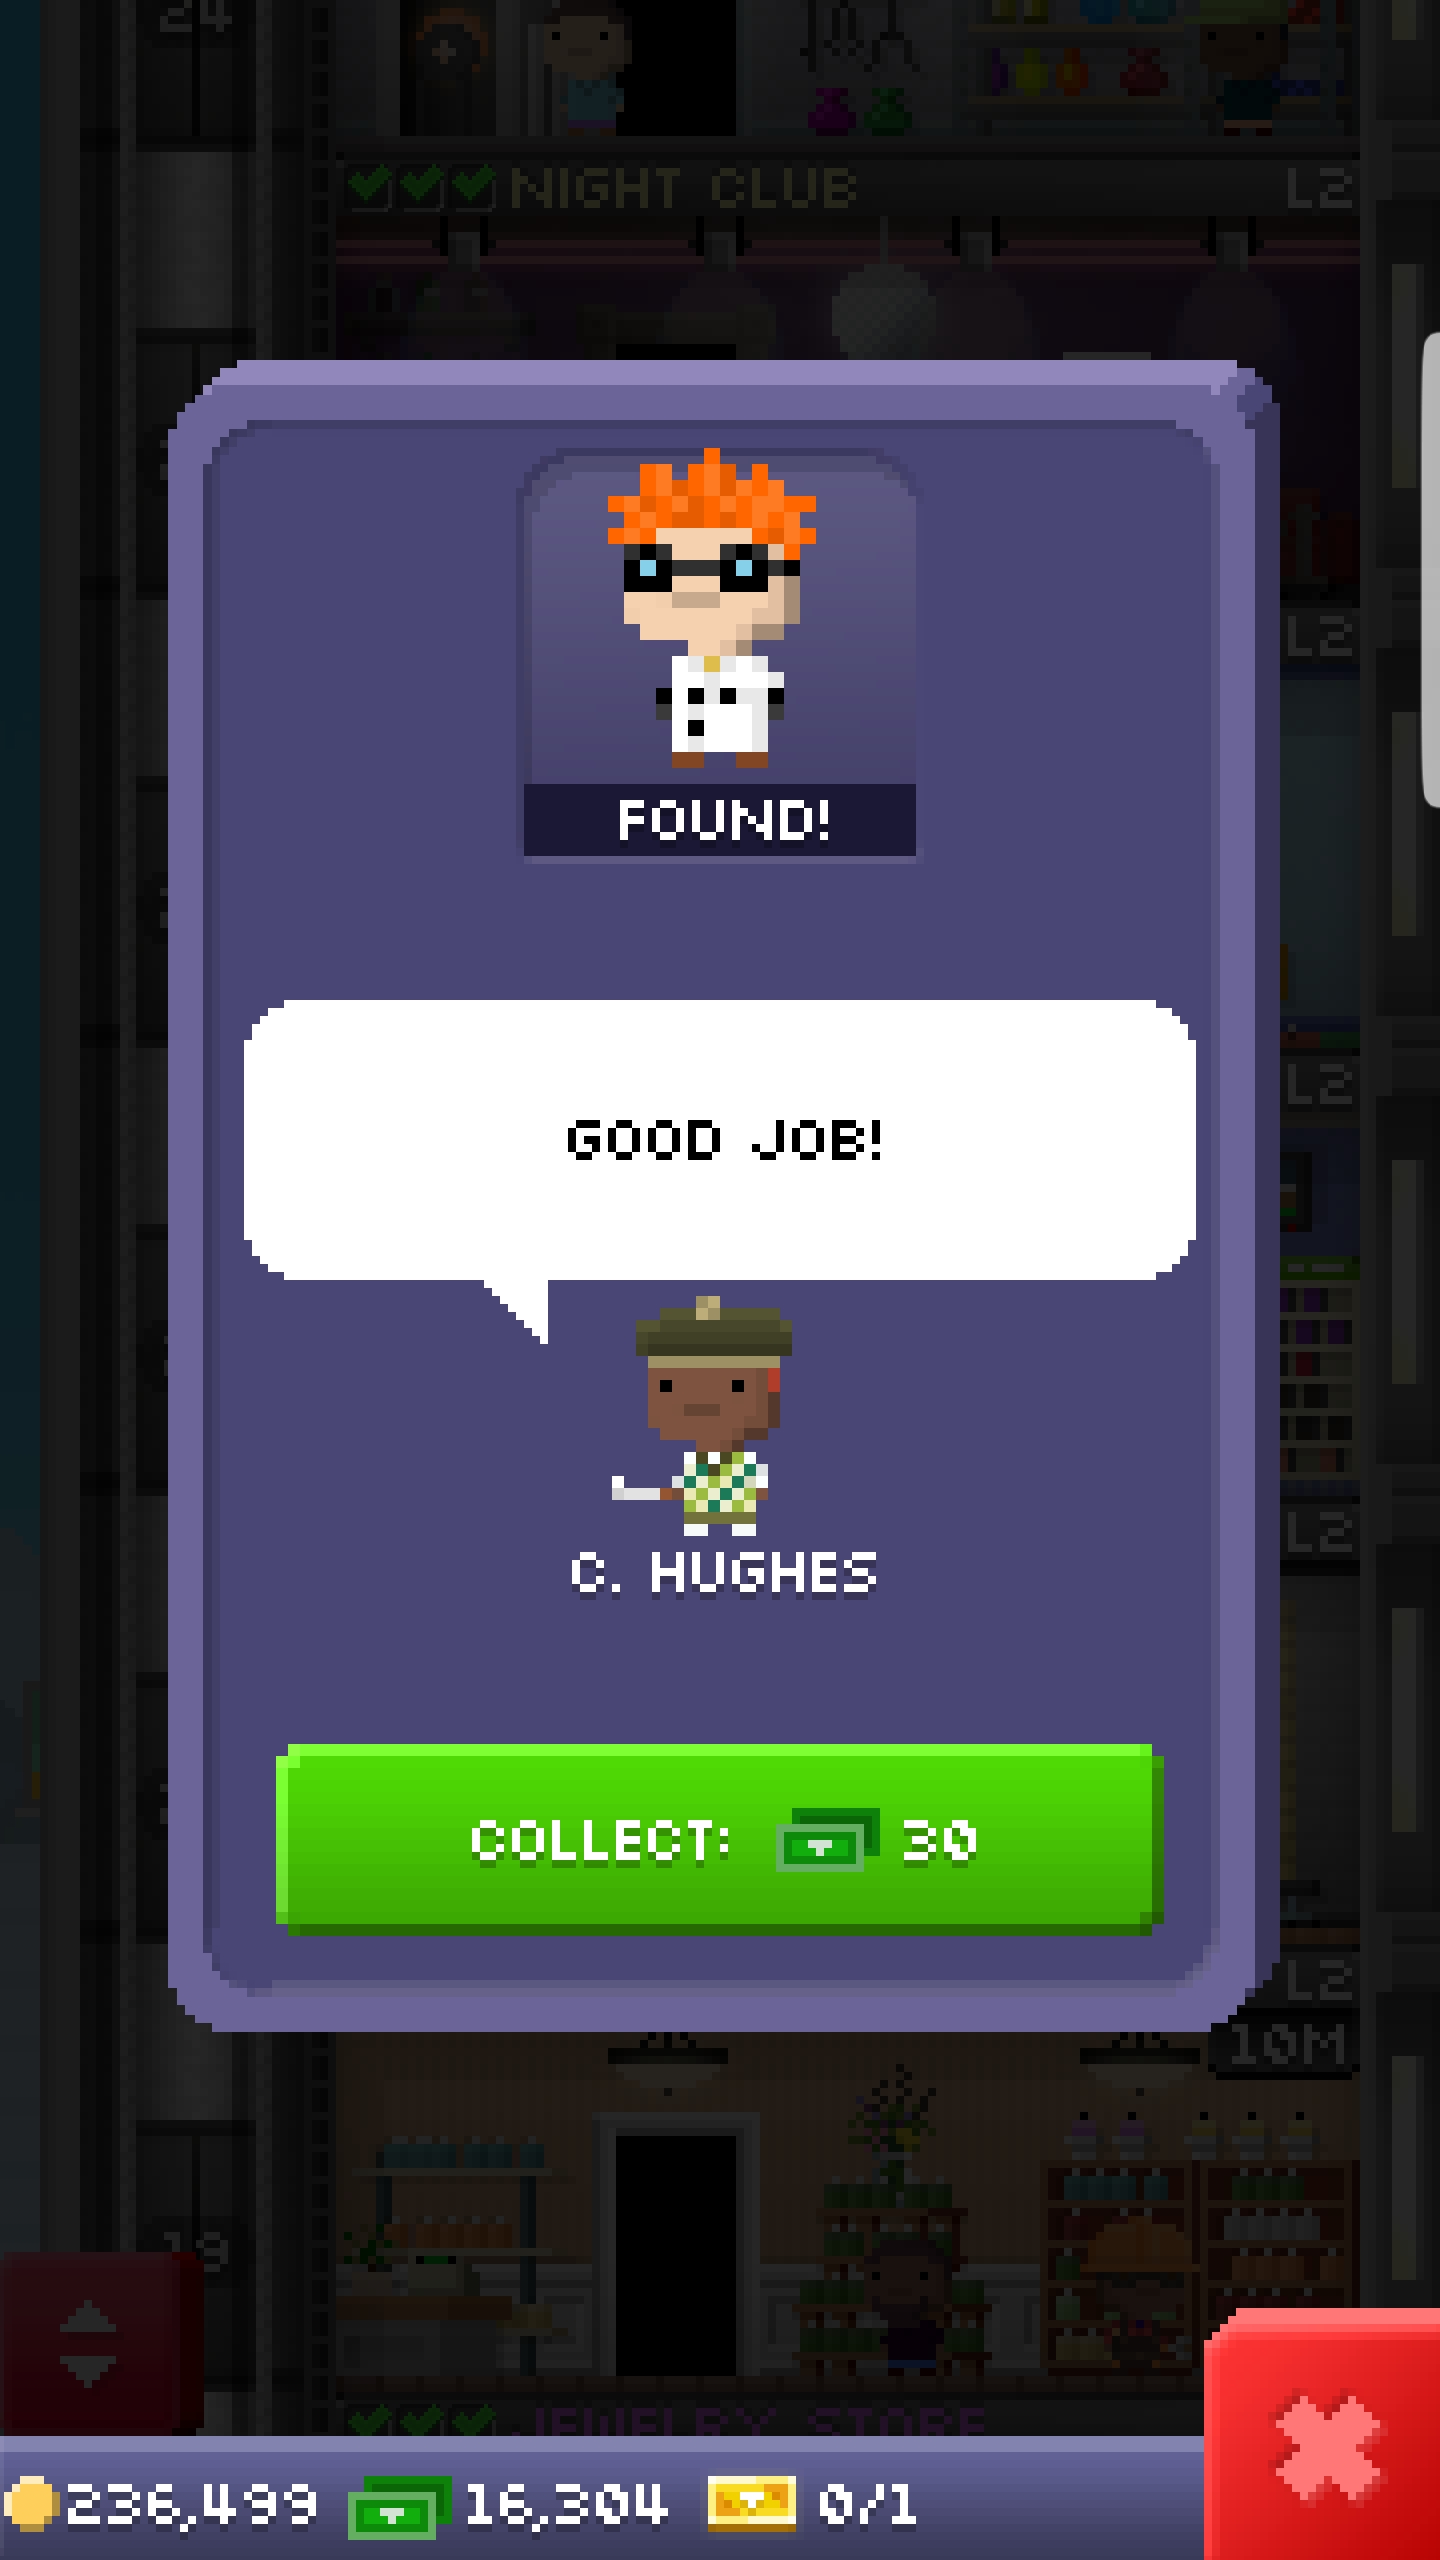 24
NIGHT CLUB L2
L2
FOUND!
L2
GOOD JOB!
L2
C. HUGHES
COLLECT: 30
L2
10M
19
JEWELRY STORE
236,499 16,304 0/1